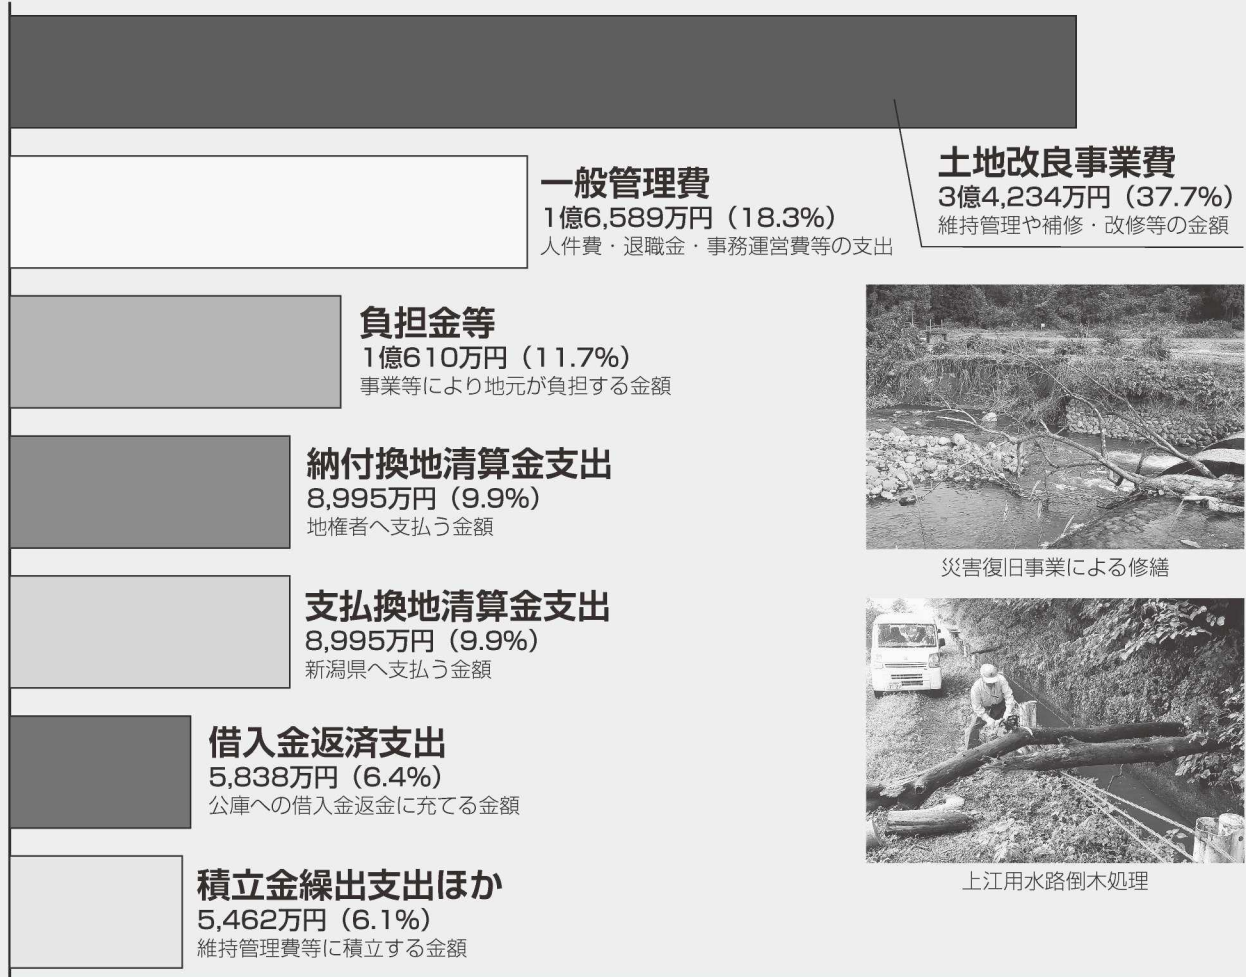 土地改良事業費
3億4,234万円（37.7%）
維持管理や補修・改修等の金額
一般管理費
1億6,589万円（18.3%）
人件費・退職金・事務運営費等の支出
負担金等
1億610万円（11.7%）
事業等により地元が負担する金額
納付換地清算金支出
8,995万円（9.9%）
地権者へ支払う金額
支払換地清算金支出
8,995万円（9.9%）
新潟県へ支払う金額
借入金返済支出
5,838万円（6.4%）
公庫への借入金返金に充てる金額
積立金繰出支出ほか
5,462万円（6.1%）
維持管理費等に積立する金額
災害復旧事業による修繕
上江用水路倒木処理